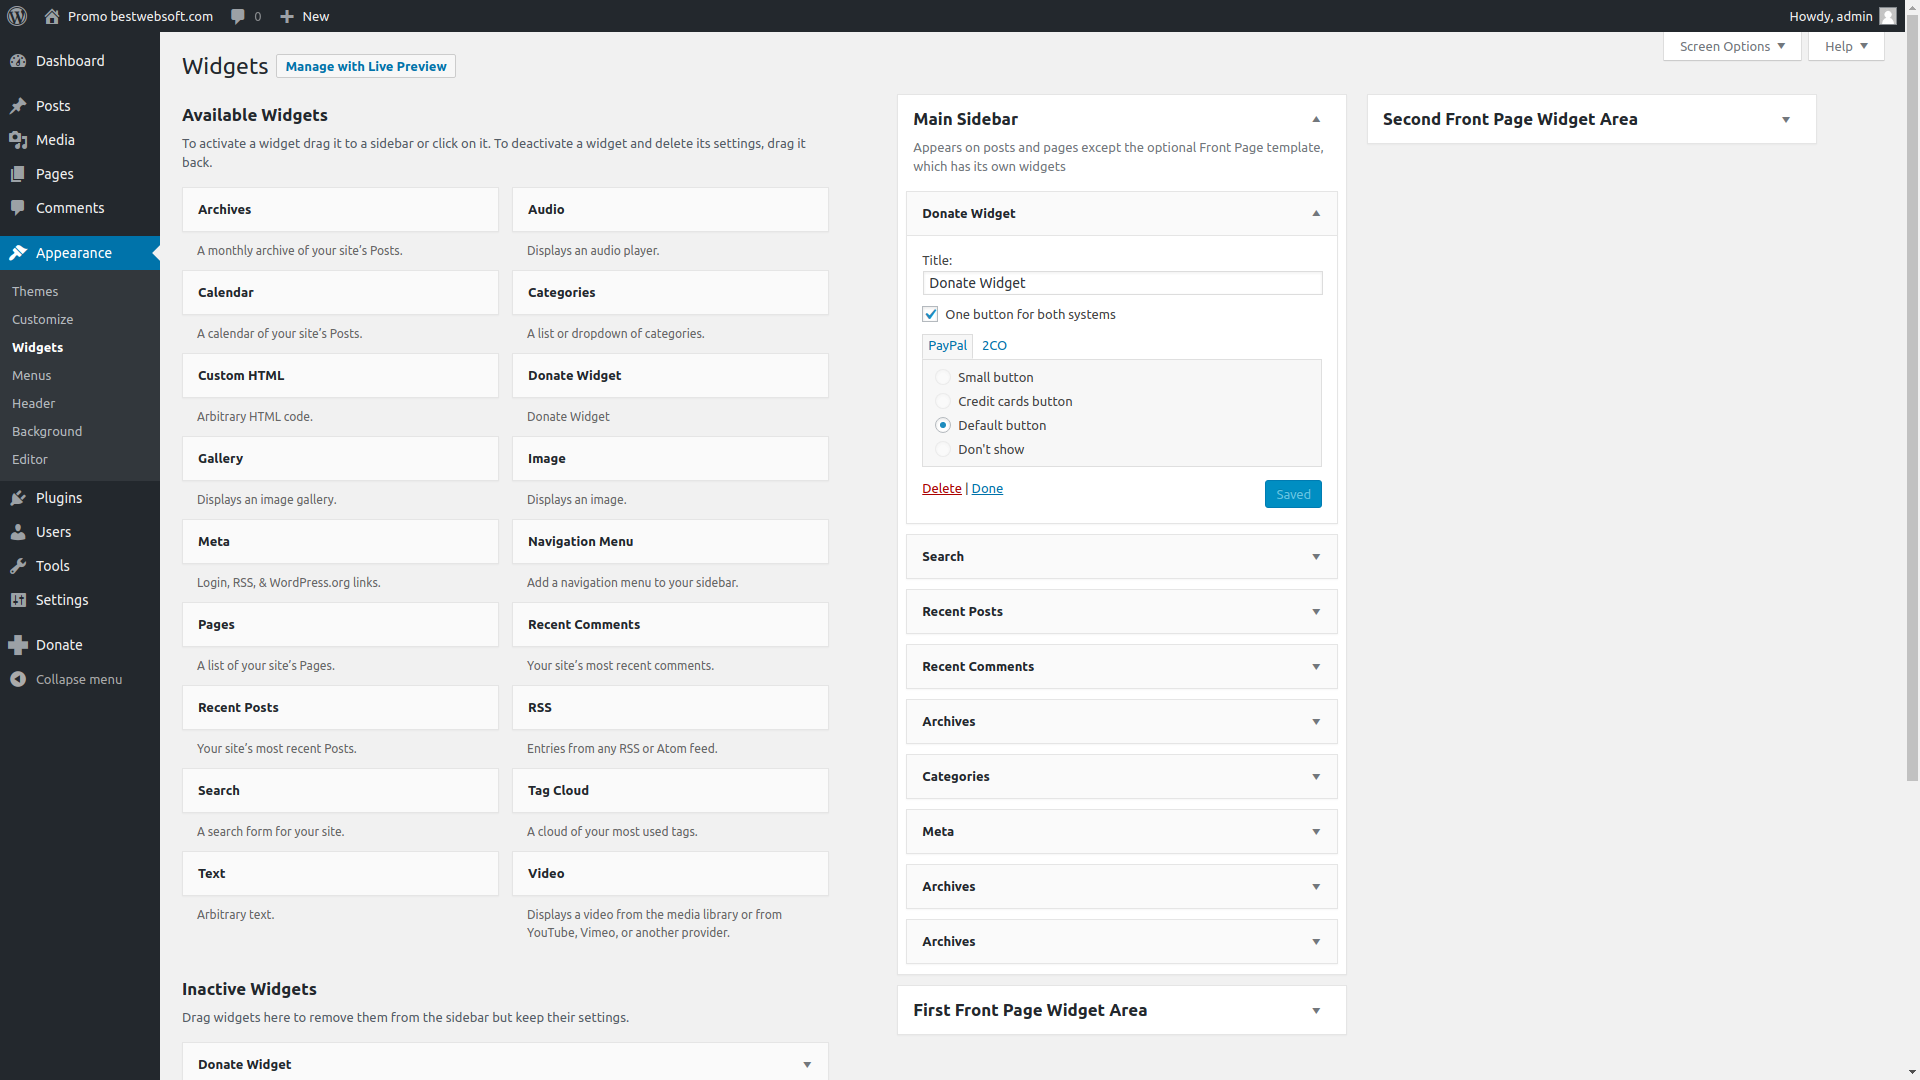 Promo bestwebsoft.com
0
New
Howdy, admin
Dashboard
Posts
Media
Pages
Comments
Appearance
Themes
Customize
Widgets
Menus
Header
Background
Editor
Plugins
Users
Tools
Settings
Donate
Collapse menu
Screen Options
Help
Widgets
Manage with Live Preview
Available Widgets
To activate a widget drag it to a sidebar or click on it. To deactivate a widget and delete its settings, drag it
back.
Archives
Audio
A monthly archive of your site's Posts.
Displays an audio player.
Calendar
Categories
A calendar of your site's Posts.
A list or dropdown of categories.
Custom HTML
Donate Widget
Arbitrary HTML code.
Donate Widget
Gallery
Image
Displays an image gallery.
Displays an image.
Meta
Navigation Menu
Login, RSS, & WordPress.org links.
Add a navigation menu to your sidebar.
Pages
Recent Comments
A list of your site's Pages.
Your site's most recent comments.
Recent Posts
RSS
Your site's most recent Posts.
Entries from any RSS or Atom feed.
Search
Tag Cloud
A search form for your site.
A cloud of your most used tags.
Text
Video
Arbitrary text.
Displays a video from the media library or from
YouTube, Vimeo, or another provider.
Inactive Widgets
Drag widgets here to remove them from the sidebar but keep their settings.
Donate Widget
Main Sidebar
Appears on posts and pages except the optional Front Page template,
which has its own widgets
Donate Widget
Title:
Donate Widget
One button for both systems
PayPal
2CO
Small button
Credit cards button
Default button
Don't show
Delete | Done
Saved
Search
Recent Posts
Recent Comments
Archives
Categories
Meta
Archives
Archives
First Front Page Widget Area
Second Front Page Widget Area